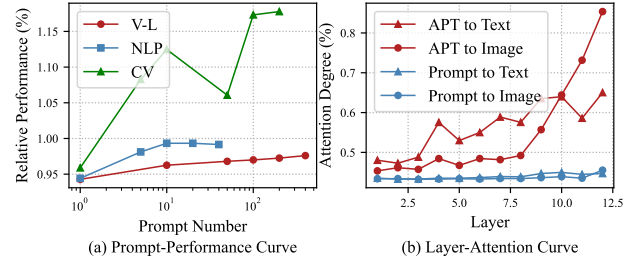 Relative Performance (%)
1.15
1.10
1.05
1.00
0.95
V-L
NLP
CV
10⁰
10¹
10²
Prompt Number
(a) Prompt-Performance Curve
Attention Degree (%)
0.8
0.7
0.6
0.5
APT to Text
APT to Image
Prompt to Text
Prompt to Image
2.5
5.0
7.5
10.0
12.5
Layer
(b) Layer-Attention Curve